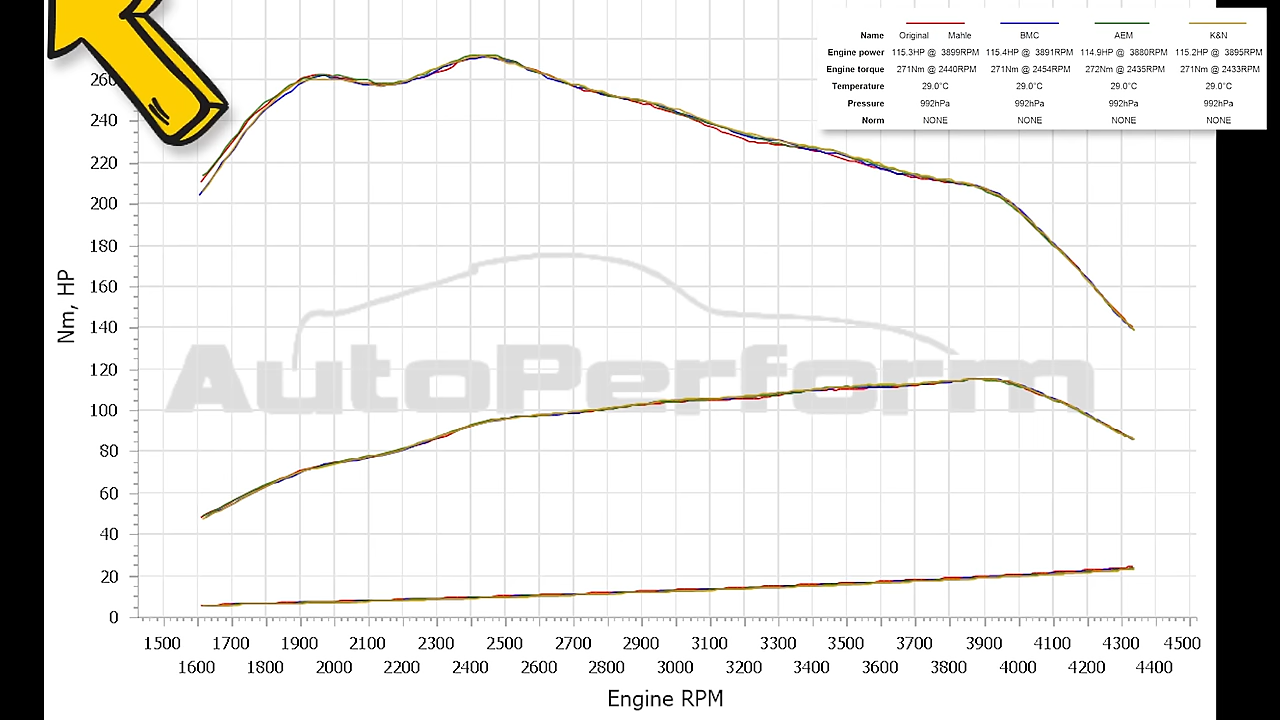 Name Original Mahle BMC AEM K&N
Engine power 115.3HP @ 3899RPM 115.4HP @ 3891RPM 114.9HP @ 3880RPM 115.2HP @ 3895RPM
Engine torque 271Nm @ 2440RPM 271Nm @ 2454RPM 272Nm @ 2455RPM 271Nm @ 2433RPM
Temperature 29.0°C 29.0°C 29.0°C 29.0°C
Pressure 992hPa 992hPa 992hPa 992hPa
Norm NONE NONE NONE NONE
260
240
220
200
180
160
140
120
100
80
60
40
20
0
Nm, HP
AutoPerform
1500 1700 1900 2100 2300 2500 2700 2900 3100 3300 3500 3700 3900 4100 4300 4500
1600 1800 2000 2200 2400 2600 2800 3000 3200 3400 3600 3800 4000 4200 4400
Engine RPM